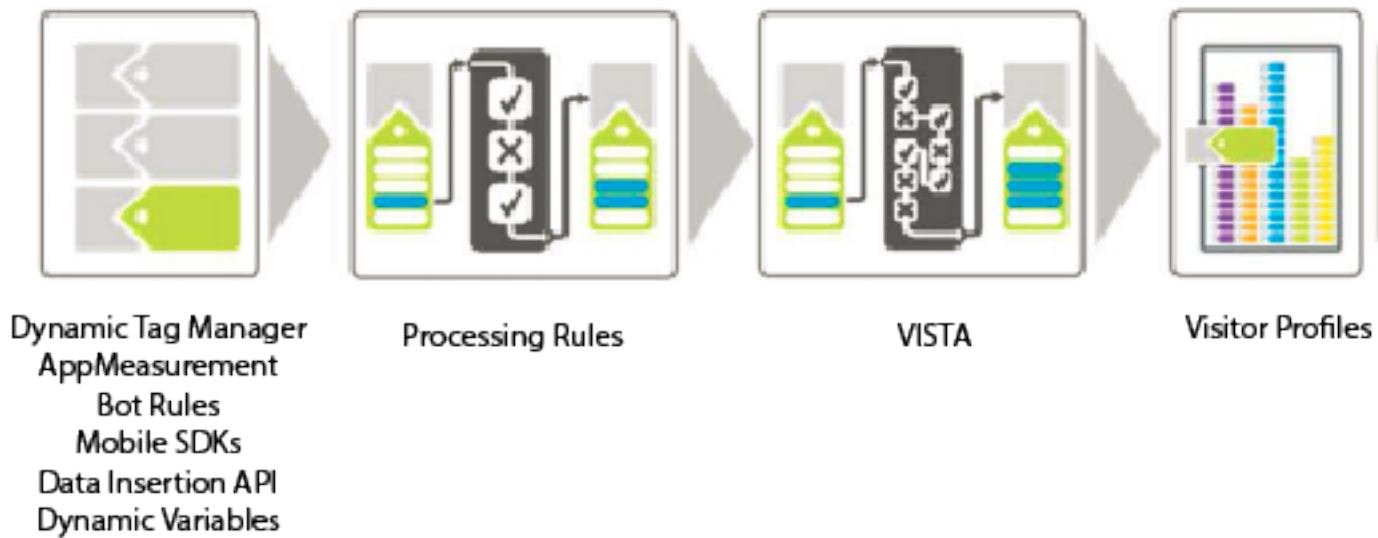 Dynamic Tag Manager
AppMeasurement
Bot Rules
Mobile SDKs
Data Insertion API
Dynamic Variables
Processing Rules
VISTA
Visitor Profiles